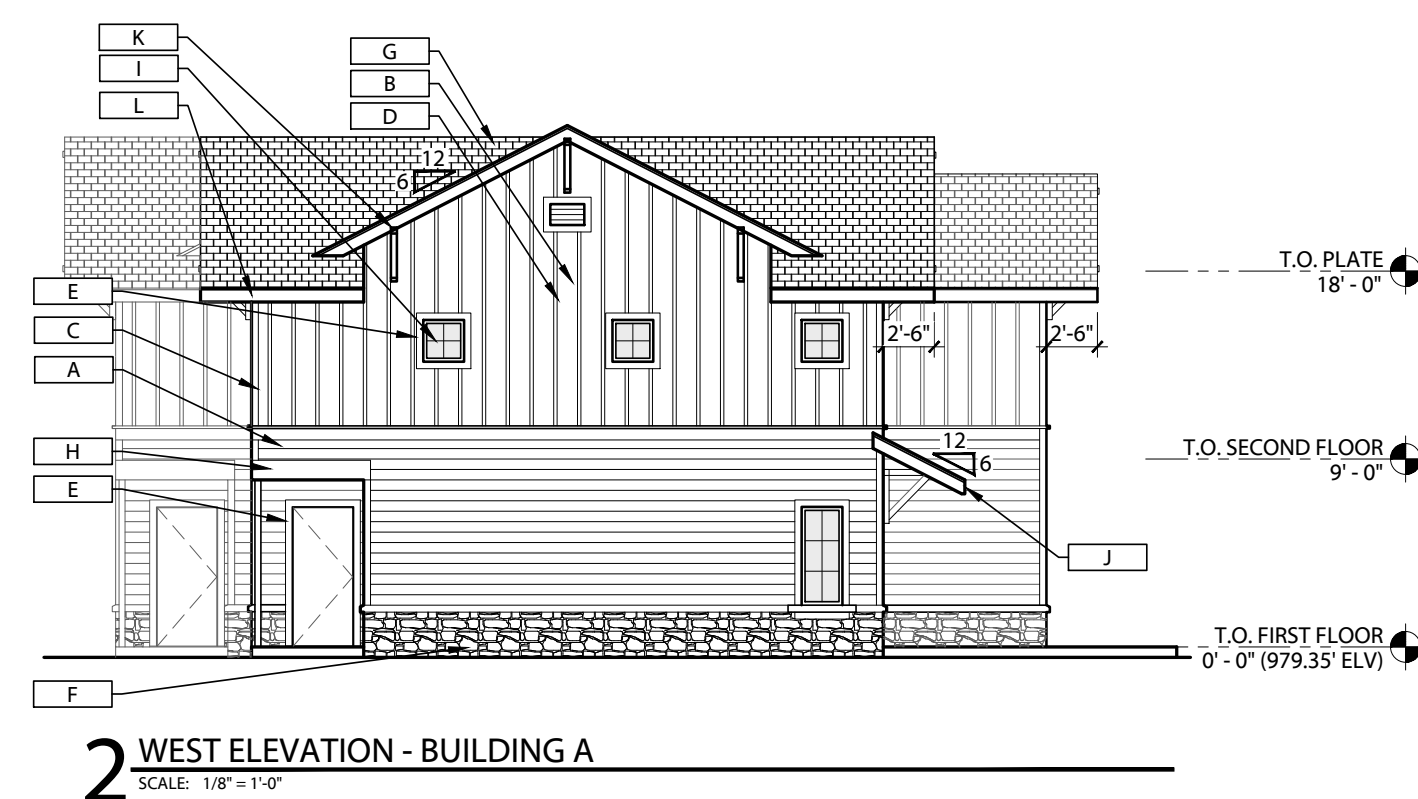 K
I
L
G
B
D
12
6
E
C
A
H
E
F
2'-6"
2'-6"
12
6
J
T.O. PLATE
18' - 0"
T.O. SECOND FLOOR
9' - 0"
T.O. FIRST FLOOR
0' - 0" (979.35' ELV)
2 WEST ELEVATION - BUILDING A
SCALE: 1/8" = 1'-0"